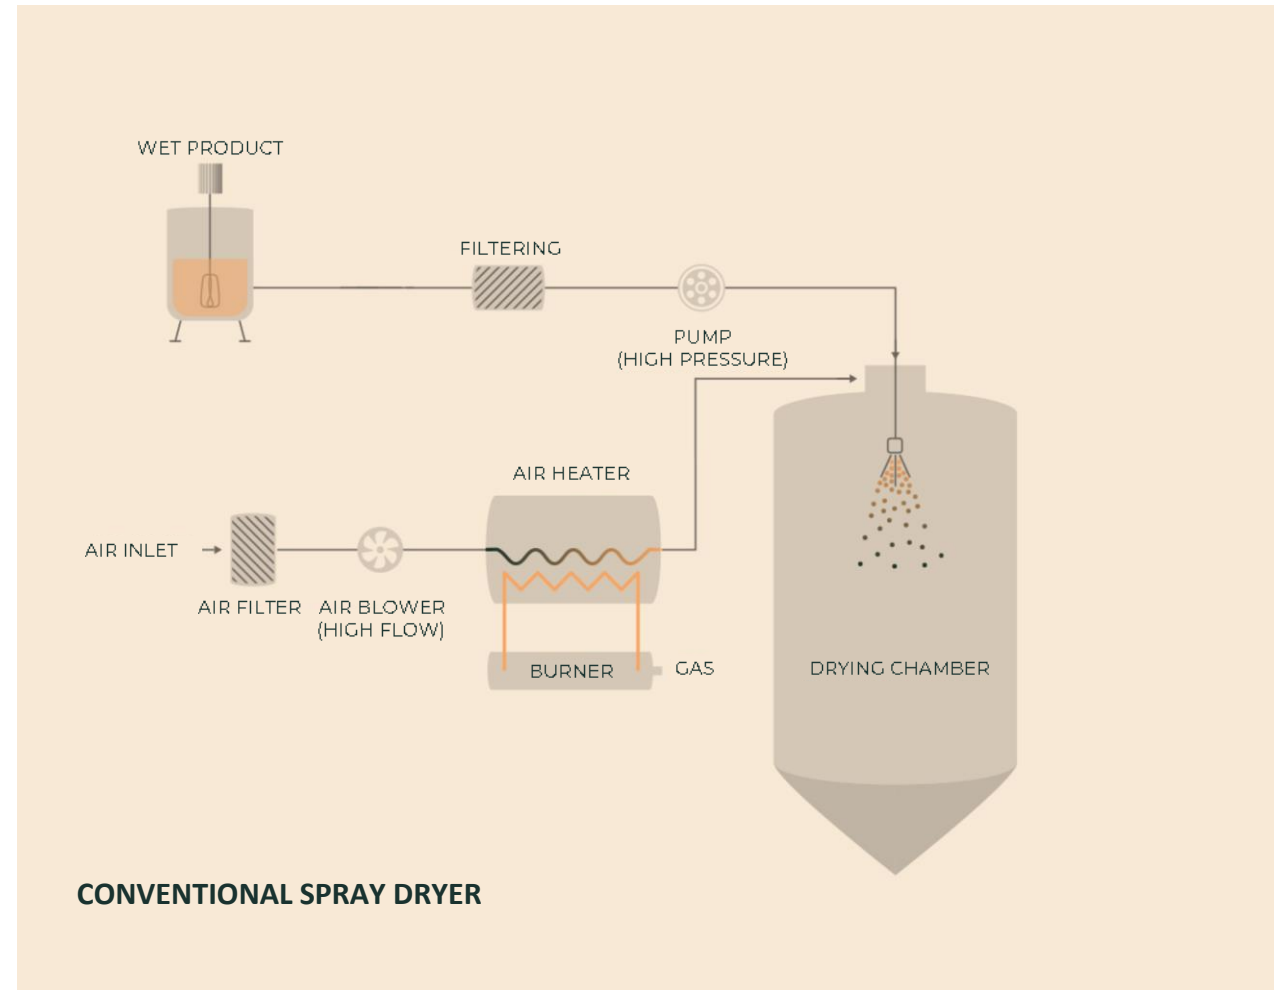 WET PRODUCT
FILTERING
PUMP
(HIGH PRESSURE)
AIR HEATER
AIR INLET
AIR FILTER
AIR BLOWER
(HIGH FLOW)
BURNER
GAS
DRYING CHAMBER
CONVENTIONAL SPRAY DRYER